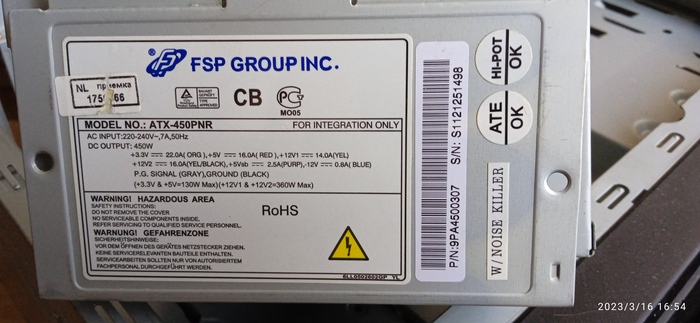 FSP GROUP INC.
NL приемка
CB
MO05
MODEL NO.: ATX-450PNR FOR INTEGRATION ONLY
AC INPUT:220-240V~,7A,50Hz
DC OUTPUT: 450W
+3.3V ⎓ 22.0A( ORG ),+5V ⎓ 16.0A( RED ),+12V1 ⎓ 14.0A(YEL)
+12V2 ⎓ 16.0A(YEL/BLACK),+5Vsb ⎓ 2.5A(PURP),-12V ⎓ 0.8A( BLUE)
P.G. SIGNAL (GRAY),GROUND (BLACK)
(+3.3V & +5V=130W Max)(+12V1 & +12V2=360W Max)
WARNING! HAZARDOUS AREA
SAFETY INSTRUCTIONS:
DO NOT REMOVE THE COVER
NO SERVICEABLE COMPONENTS INSIDE.
REFER SERVICING TO QUALIFIED SERVICE PERSONNEL.
WARNUNG! GEFAHRENZONE
SICHERHEITSHINWEISE:
VOR DEM ÖFFNEN DES GERÄTES NETZSTECKER ZIEHEN
KEINE SERVICERELEVANTEN BAUTEILE ENTHALTEN.
SERVICEARBEITEN SOLLTEN NUR VON AUTORISIERTEM
FACHPERSONAL DURCHGEFÜHRT WERDEN.
RoHS
P/N:9PA4500307 S/N: S1121251498
HI-POT
OK
ATE
OK
W/NOISE KILLER
2023/3/16 16:54